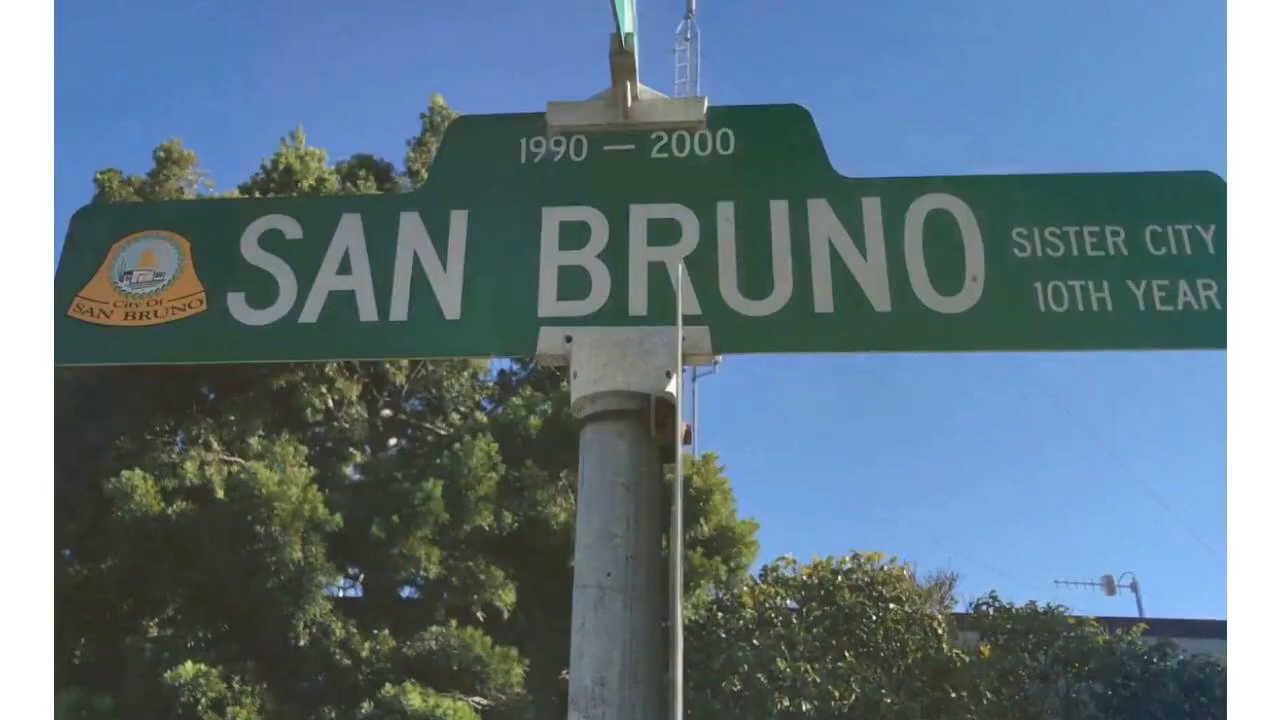 1990 — 2000
SAN BRUNO
SISTER CITY
10TH YEAR
City Of
SAN BRUNO